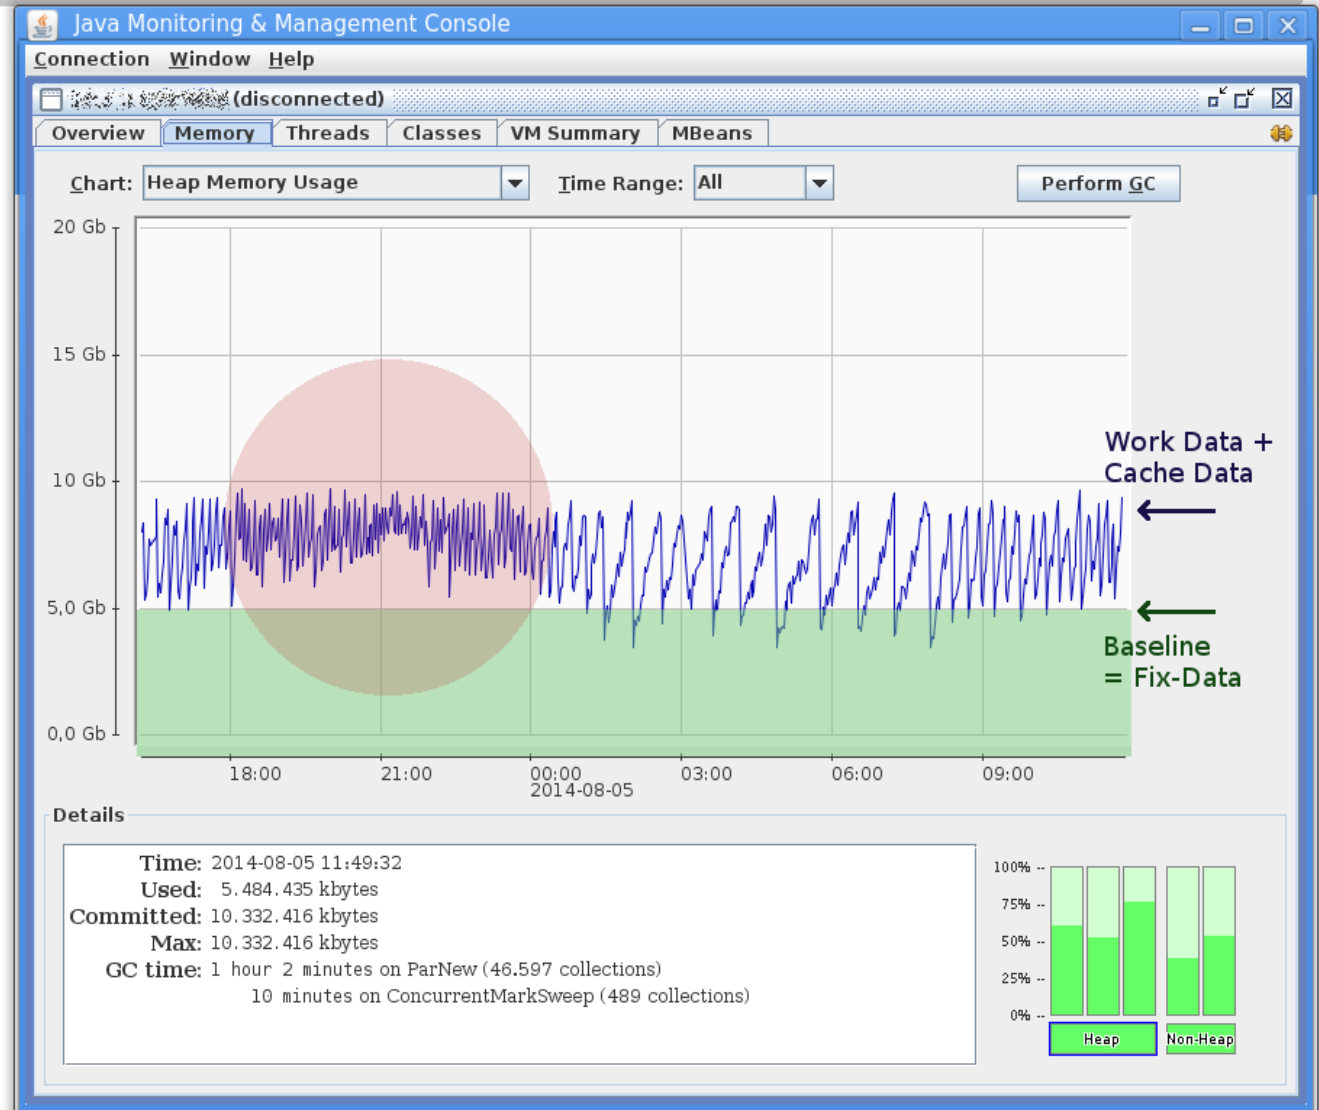 Java Monitoring & Management Console
Connection Window Help
(disconnected)
Overview Memory Threads Classes VM Summary MBeans
Chart: Heap Memory Usage Time Range: All Perform GC
20 Gb
15 Gb
10 Gb
5,0 Gb
0,0 Gb
Work Data +
Cache Data
Baseline
= Fix-Data
18:00 21:00 00:00 03:00 06:00 09:00
2014-08-05
Details
Time: 2014-08-05 11:49:32
Used: 5.484.435 kbytes
Committed: 10.332.416 kbytes
Max: 10.332.416 kbytes
GC time: 1 hour 2 minutes on ParNew (46.597 collections)
10 minutes on ConcurrentMarkSweep (489 collections)
100% --
75% --
50% --
25% --
0% --
Heap Non-Heap